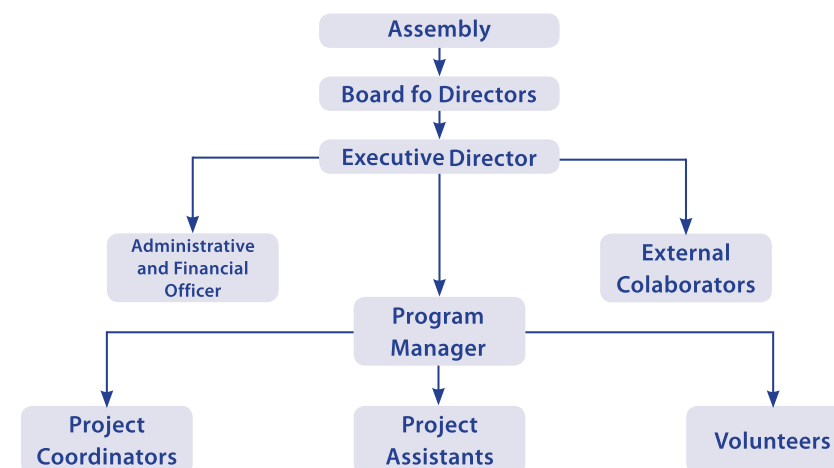 Assembly
Board fo Directors
Executive Director
Administrative
and Financial
Officer
External
Colaborators
Program
Manager
Project
Coordinators
Project
Assistants
Volunteers